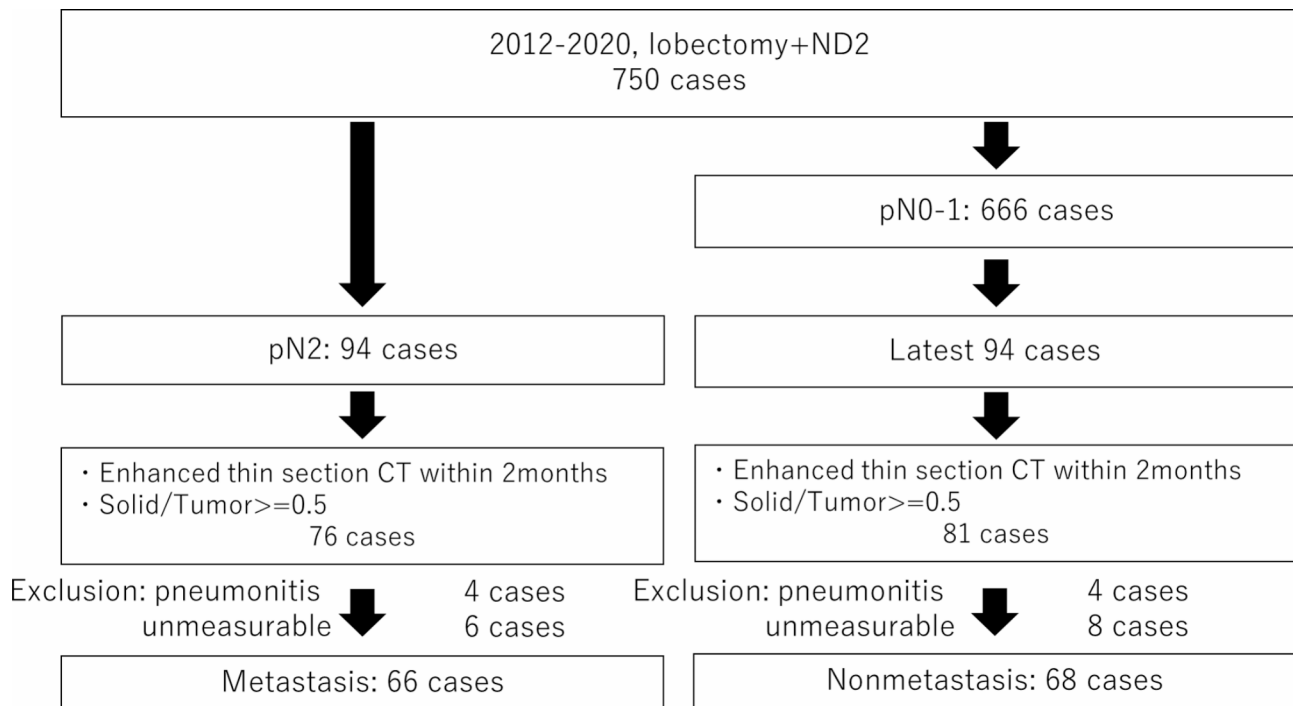 2012-2020, lobectomy+ND2
750 cases
pN0-1: 666 cases
pN2: 94 cases
Latest 94 cases
・Enhanced thin section CT within 2months
・Solid/Tumor>=0.5
76 cases
・Enhanced thin section CT within 2months
・Solid/Tumor>=0.5
81 cases
Exclusion: pneumonitis 4 cases
unmeasurable 6 cases
Exclusion: pneumonitis 4 cases
unmeasurable 8 cases
Metastasis: 66 cases
Nonmetastasis: 68 cases